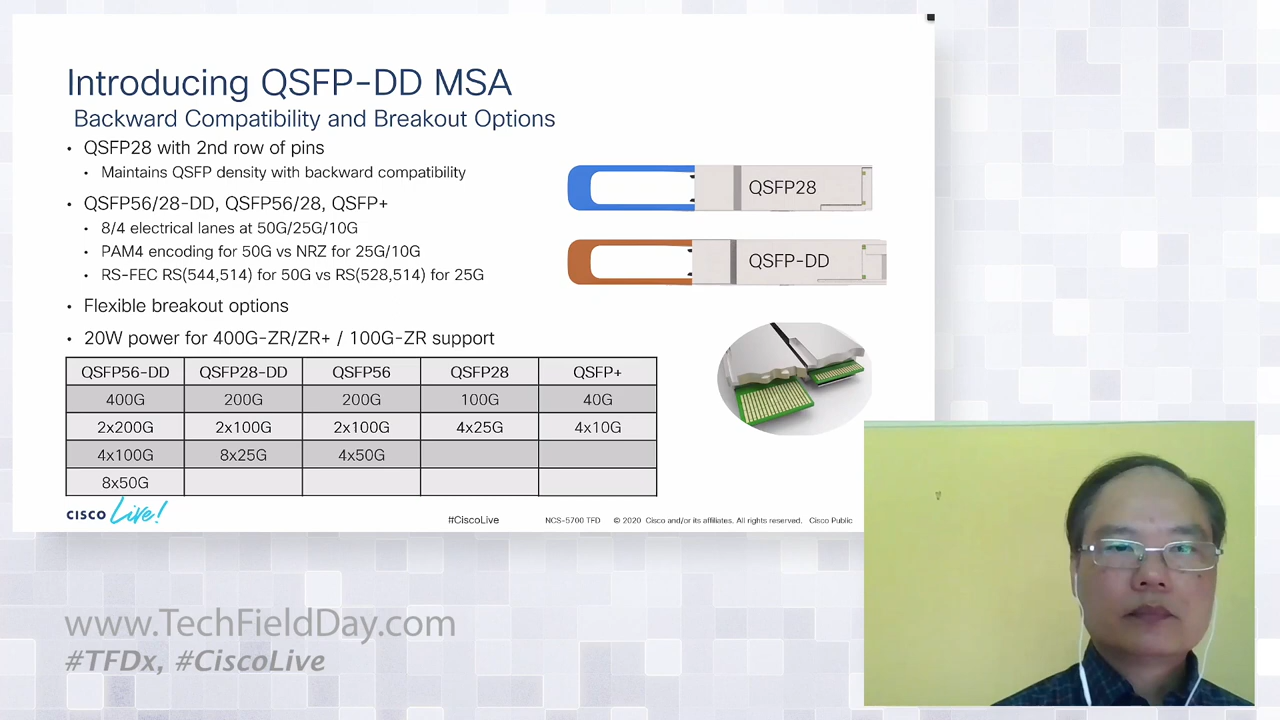 Introducing QSFP-DD MSA
Backward Compatibility and Breakout Options
• QSFP28 with 2nd row of pins
• Maintains QSFP density with backward compatibility
• QSFP56/28-DD, QSFP56/28, QSFP+
• 8/4 electrical lanes at 50G/25G/10G
• PAM4 encoding for 50G vs NRZ for 25G/10G
• RS-FEC RS(544,514) for 50G vs RS(528,514) for 25G
• Flexible breakout options
• 20W power for 400G-ZR/ZR+ / 100G-ZR support
QSFP28
QSFP-DD
QSFP56-DD QSFP28-DD QSFP56 QSFP28 QSFP+
400G 200G 200G 100G 40G
2x200G 2x100G 2x100G 4x25G 4x10G
4x100G 8x25G 4x50G
8x50G
CISCO Live!
#CiscoLive NCS-5700 TFD © 2020 Cisco and/or its affiliates. All rights reserved. Cisco Public
www.TechFieldDay.com
#TFDx, #CiscoLive